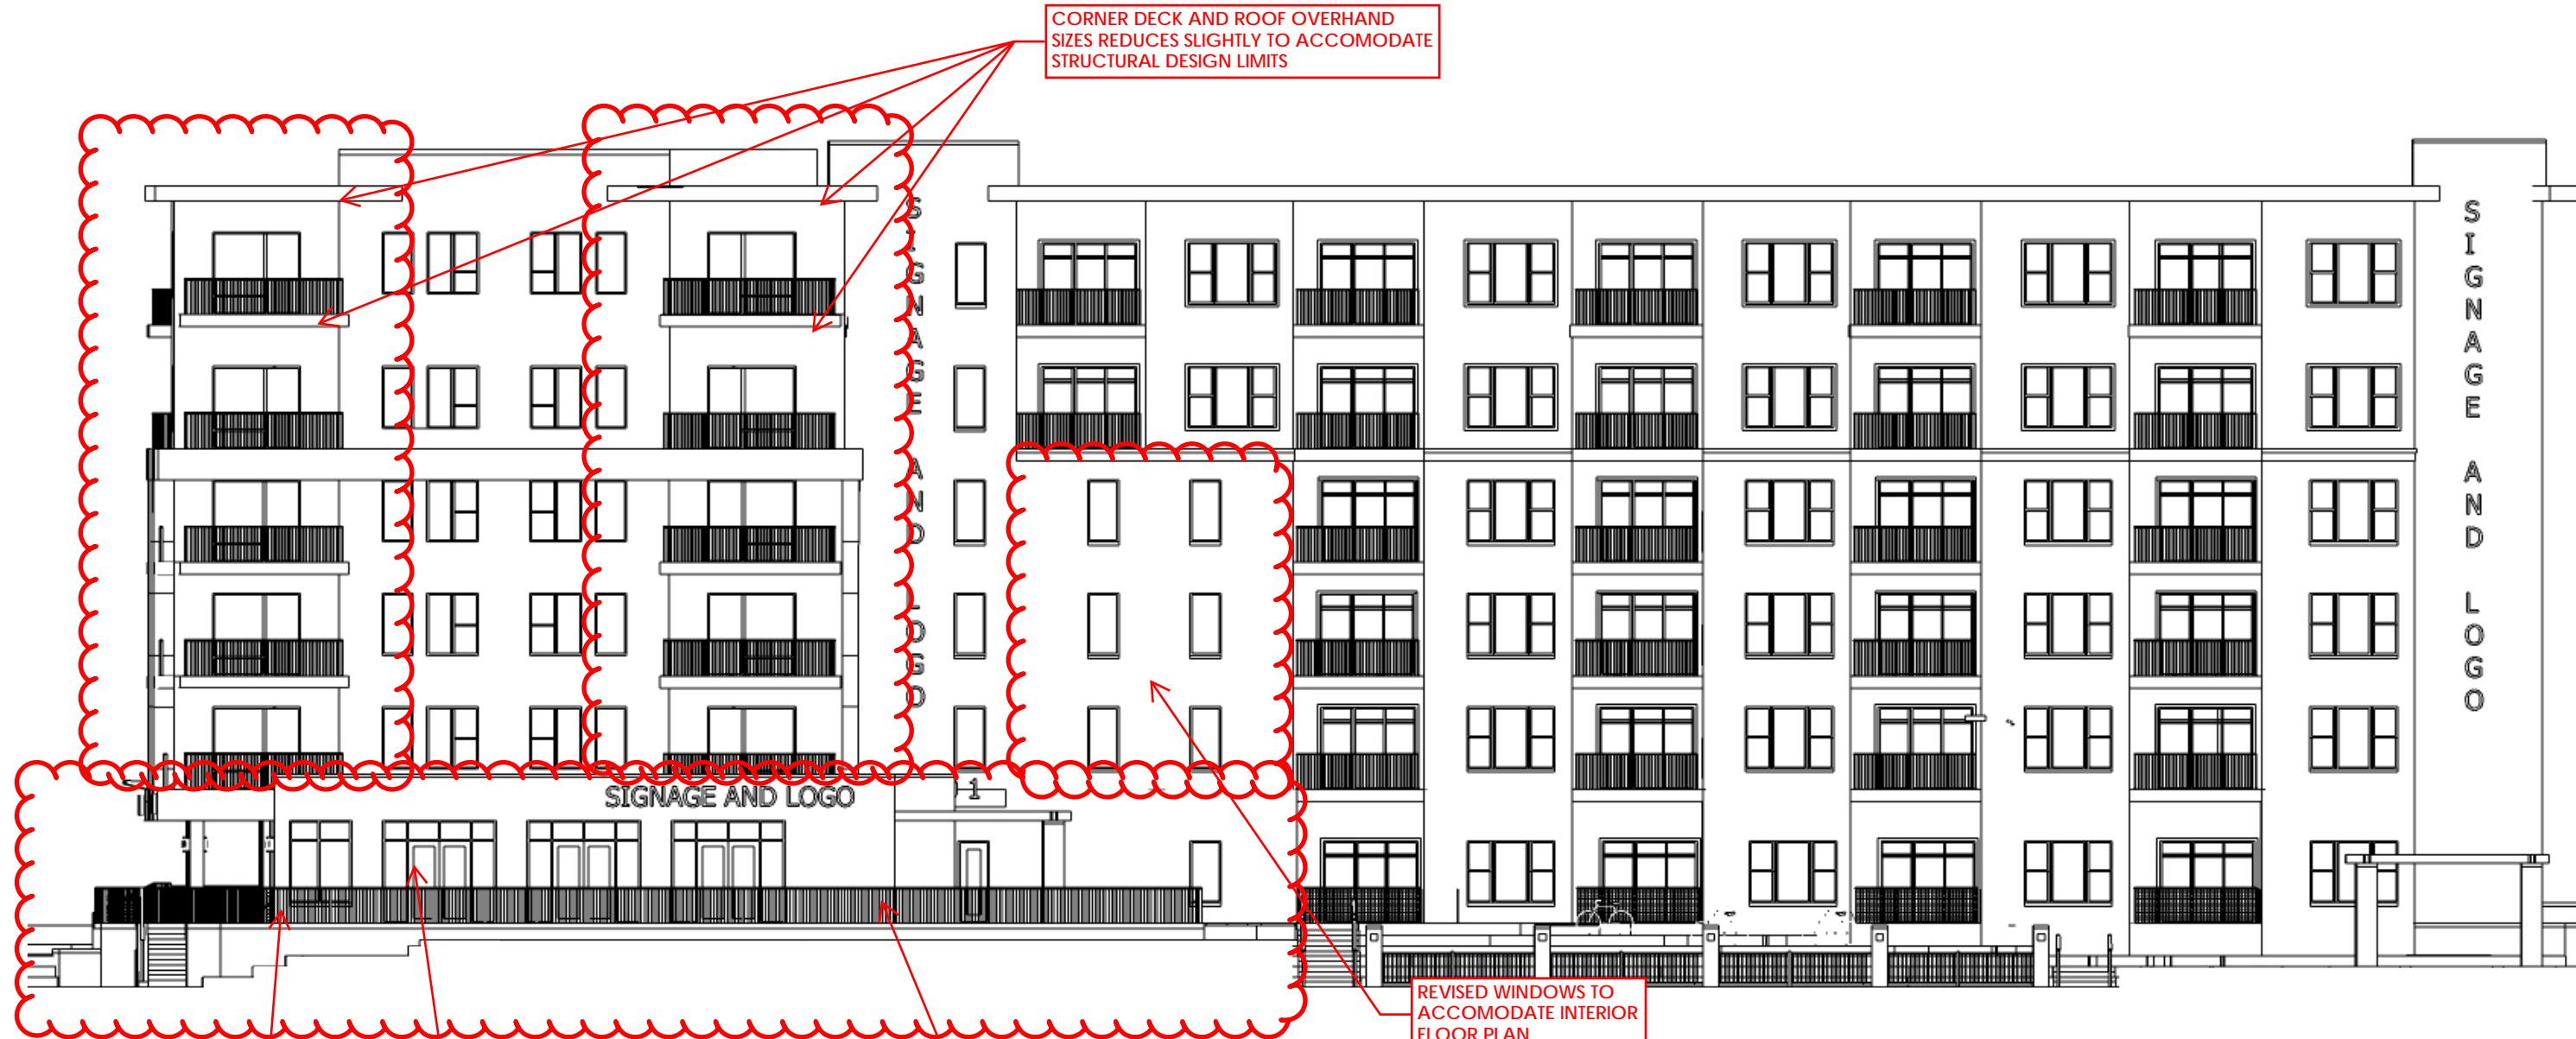 CORNER DECK AND ROOF OVERHAND
SIZES REDUCES SLIGHTLY TO ACCOMODATE
STRUCTURAL DESIGN LIMITS
SIGNAGE AND LOGO
SIGNAGE AND LOGO
SIGNAGE AND LOGO
1
REVISED WINDOWS TO
ACCOMODATE INTERIOR
FLOOR PLAN